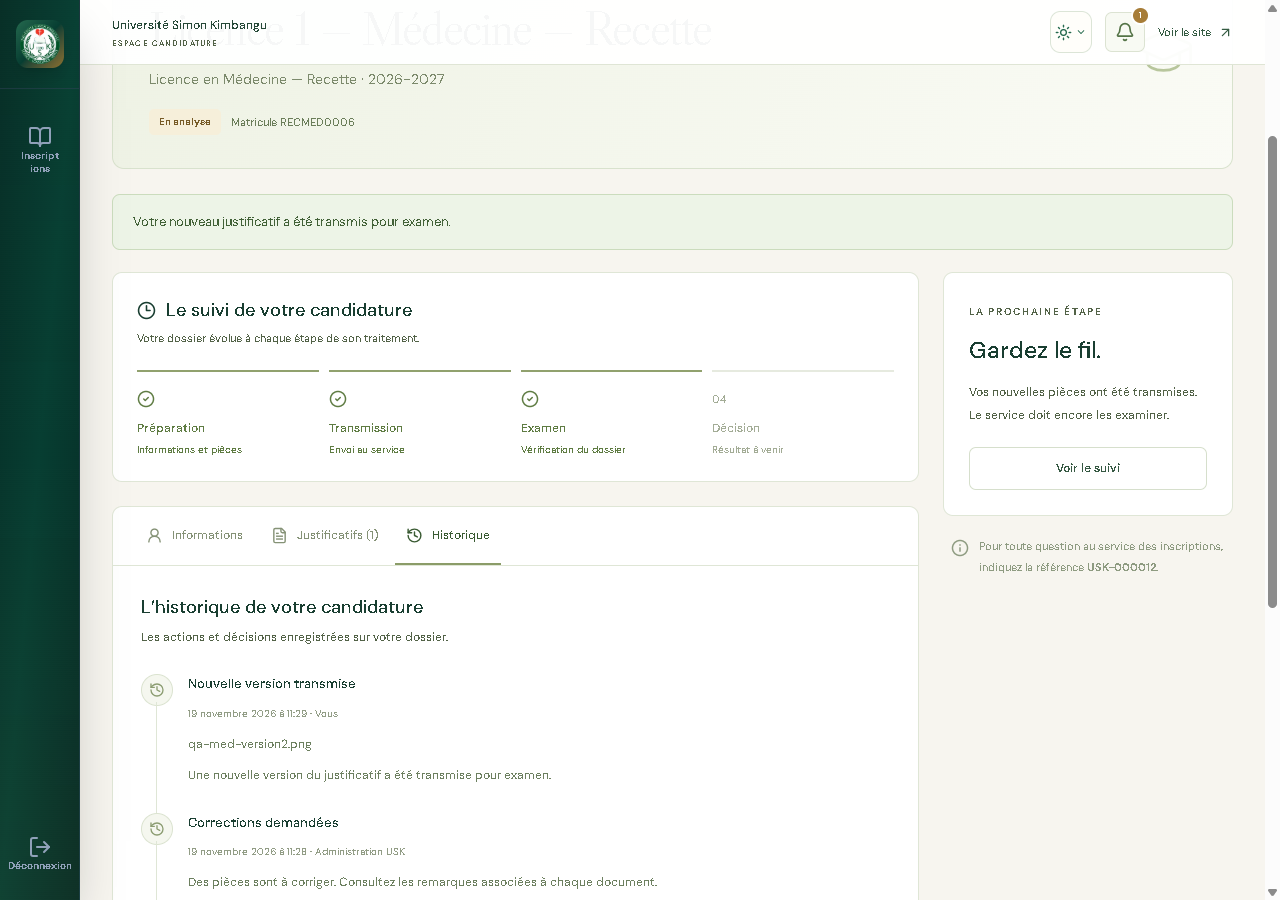 Université Simon Kimbangu
ESPACE CANDIDATURE
Licence 1 — Médecine — Recette
1
Voir le site
Inscript
ions
Déconnexion
Licence en Médecine — Recette · 2026-2027
En analyse
Matricule RECMED0006
Votre nouveau justificatif a été transmis pour examen.
Le suivi de votre candidature
Votre dossier évolue à chaque étape de son traitement.
Préparation
Informations et pièces
Transmission
Envoi au service
Examen
Vérification du dossier
04
Décision
Résultat à venir
LA PROCHAINE ÉTAPE
Gardez le fil.
Vos nouvelles pièces ont été transmises.
Le service doit encore les examiner.
Voir le suivi
Pour toute question au service des inscriptions,
indiquez la référence USK-000012.
Informations
Justificatifs (1)
Historique
L'historique de votre candidature
Les actions et décisions enregistrées sur votre dossier.
Nouvelle version transmise
19 novembre 2026 à 11:29 · Vous
qa-med-version2.png
Une nouvelle version du justificatif a été transmise pour examen.
Corrections demandées
19 novembre 2026 à 11:28 · Administration USK
Des pièces sont à corriger. Consultez les remarques associées à chaque document.